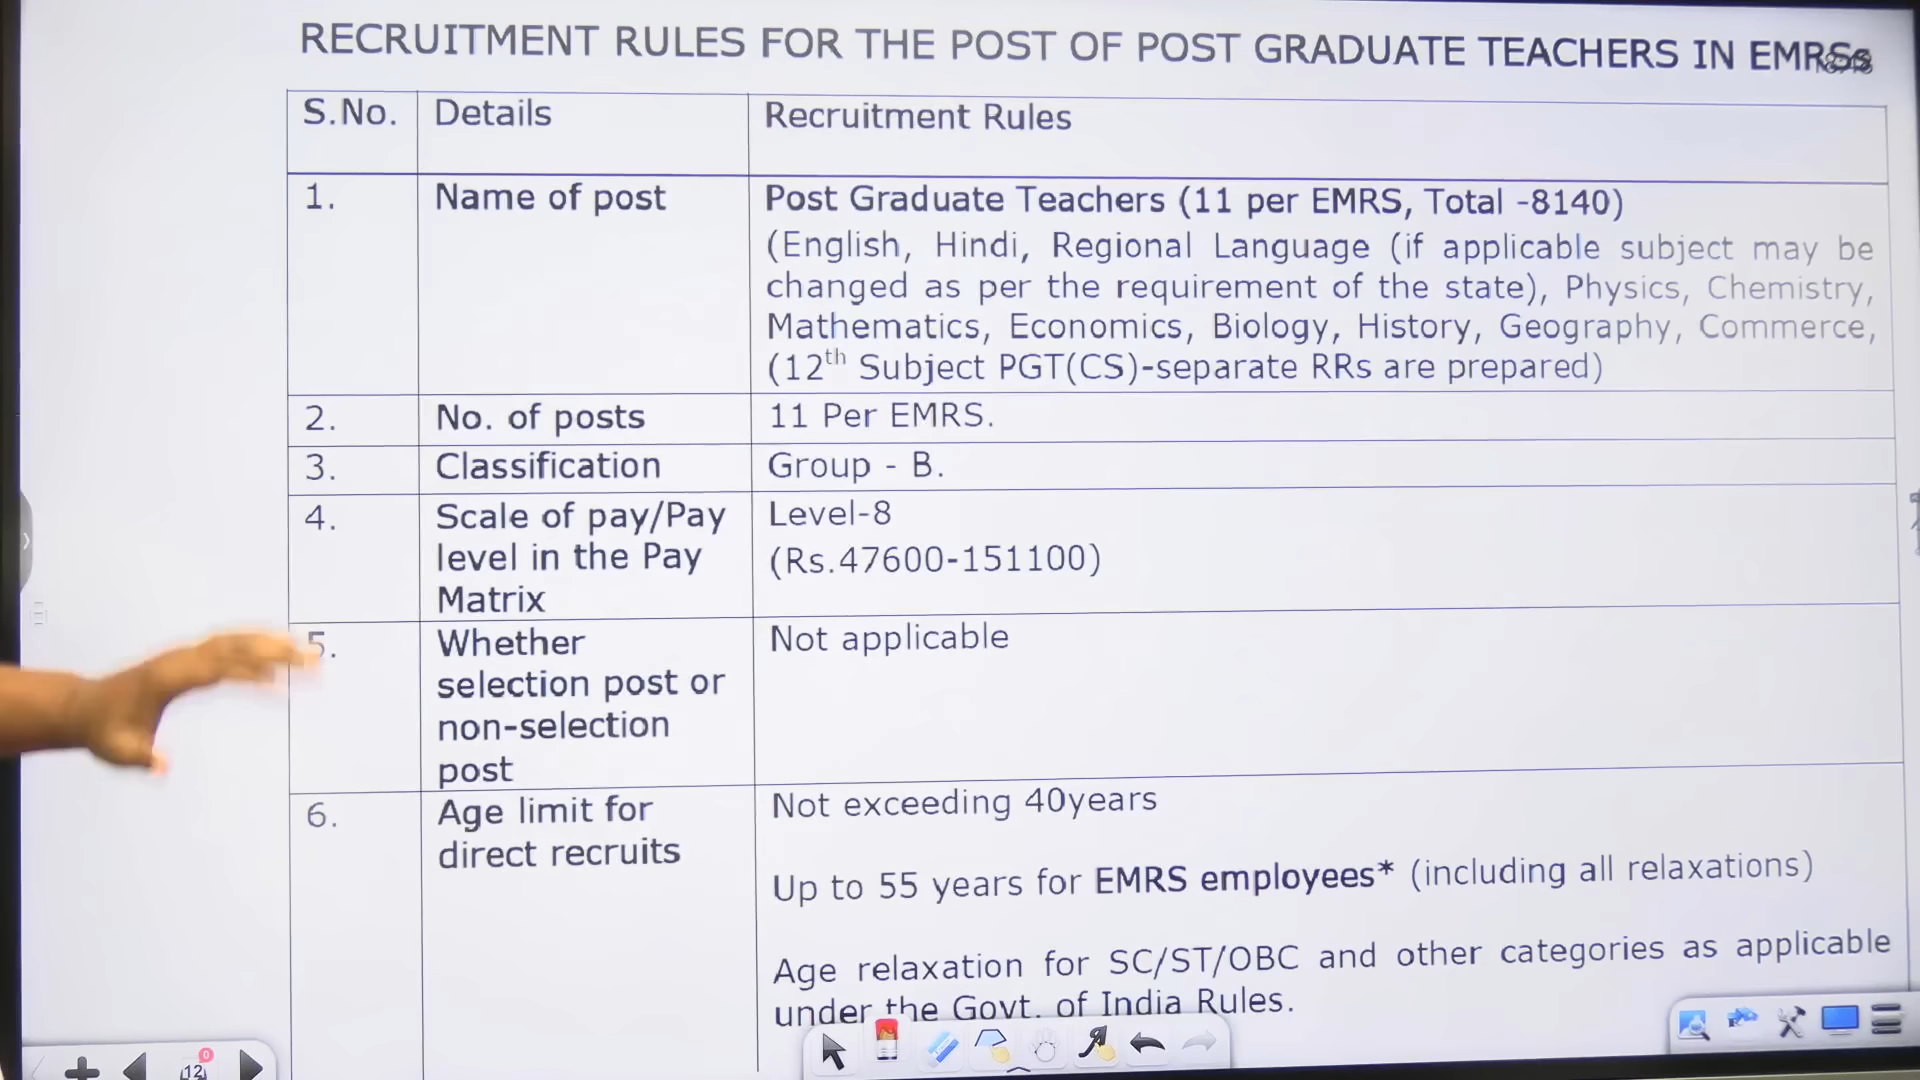 RECRUITMENT RULES FOR THE POST OF POST GRADUATE TEACHERS IN EMRSs
S.No. Details Recruitment Rules
1. Name of post Post Graduate Teachers (11 per EMRS, Total -8140)
(English, Hindi, Regional Language (if applicable subject may be
changed as per the requirement of the state), Physics, Chemistry,
Mathematics, Economics, Biology, History, Geography, Commerce,
(12th Subject PGT(CS)-separate RRs are prepared)
2. No. of posts 11 Per EMRS.
3. Classification Group - B.
4. Scale of pay/Pay Level-8
level in the Pay (Rs.47600-151100)
Matrix
5. Whether Not applicable
selection post or
non-selection
post
6. Age limit for Not exceeding 40years
direct recruits
Up to 55 years for EMRS employees* (including all relaxations)
Age relaxation for SC/ST/OBC and other categories as applicable
under the Govt. of India Rules.
0
12